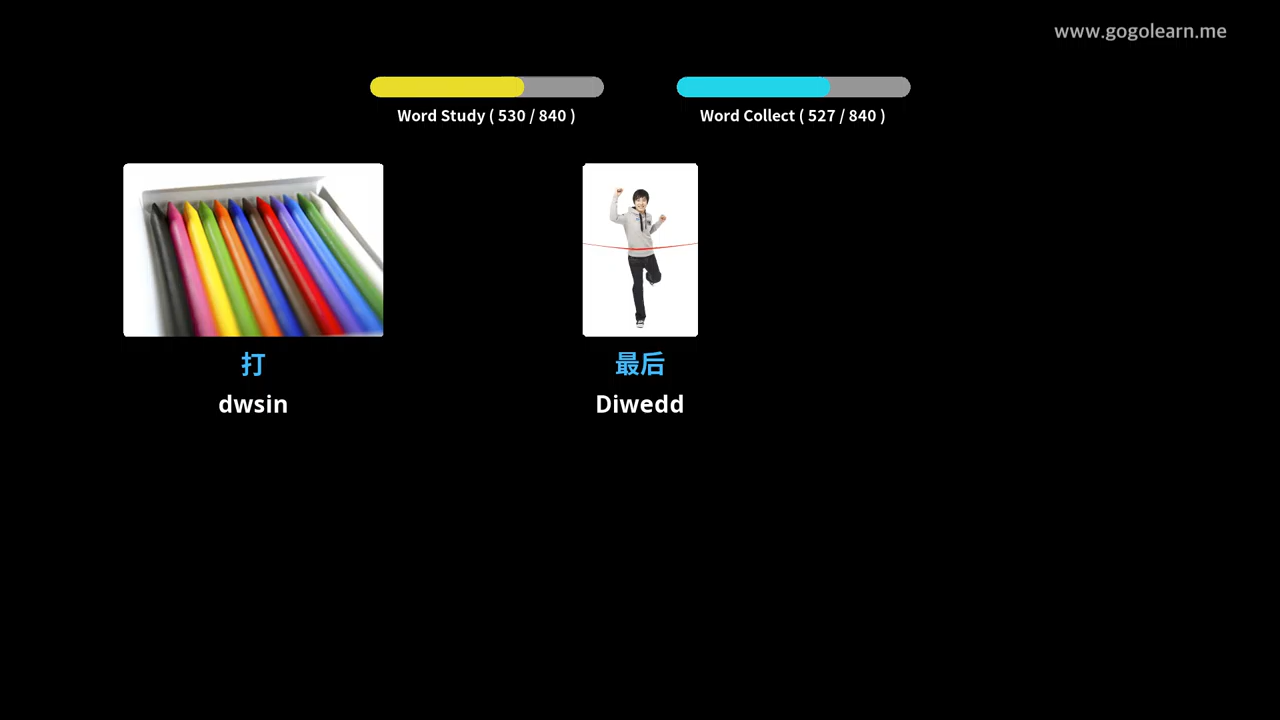 www.gogolearn.me
Word Study ( 530 / 840 )
Word Collect ( 527 / 840 )
打
dwsin
最后
Diwedd